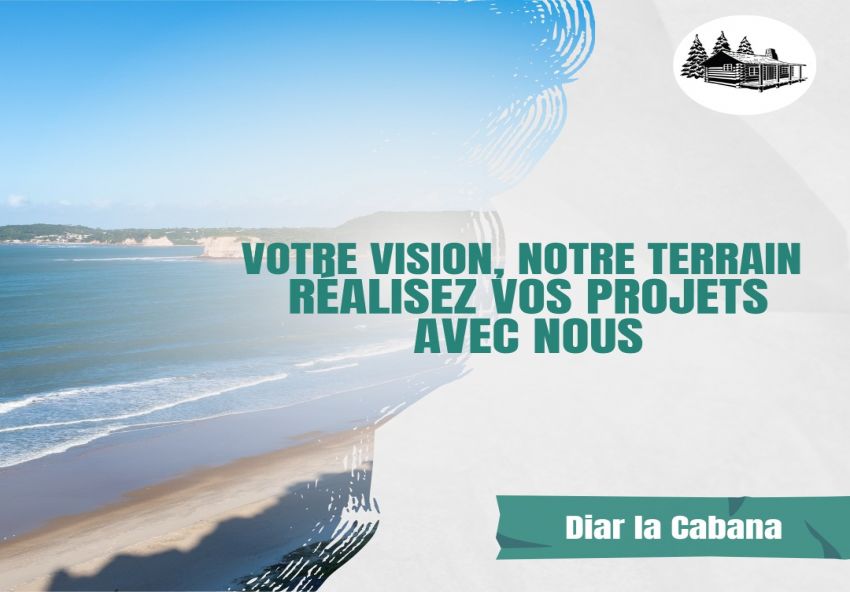 VOTRE VISION, NOTRE TERRAIN
RÉALISEZ VOS PROJETS
AVEC NOUS
Diar la Cabana